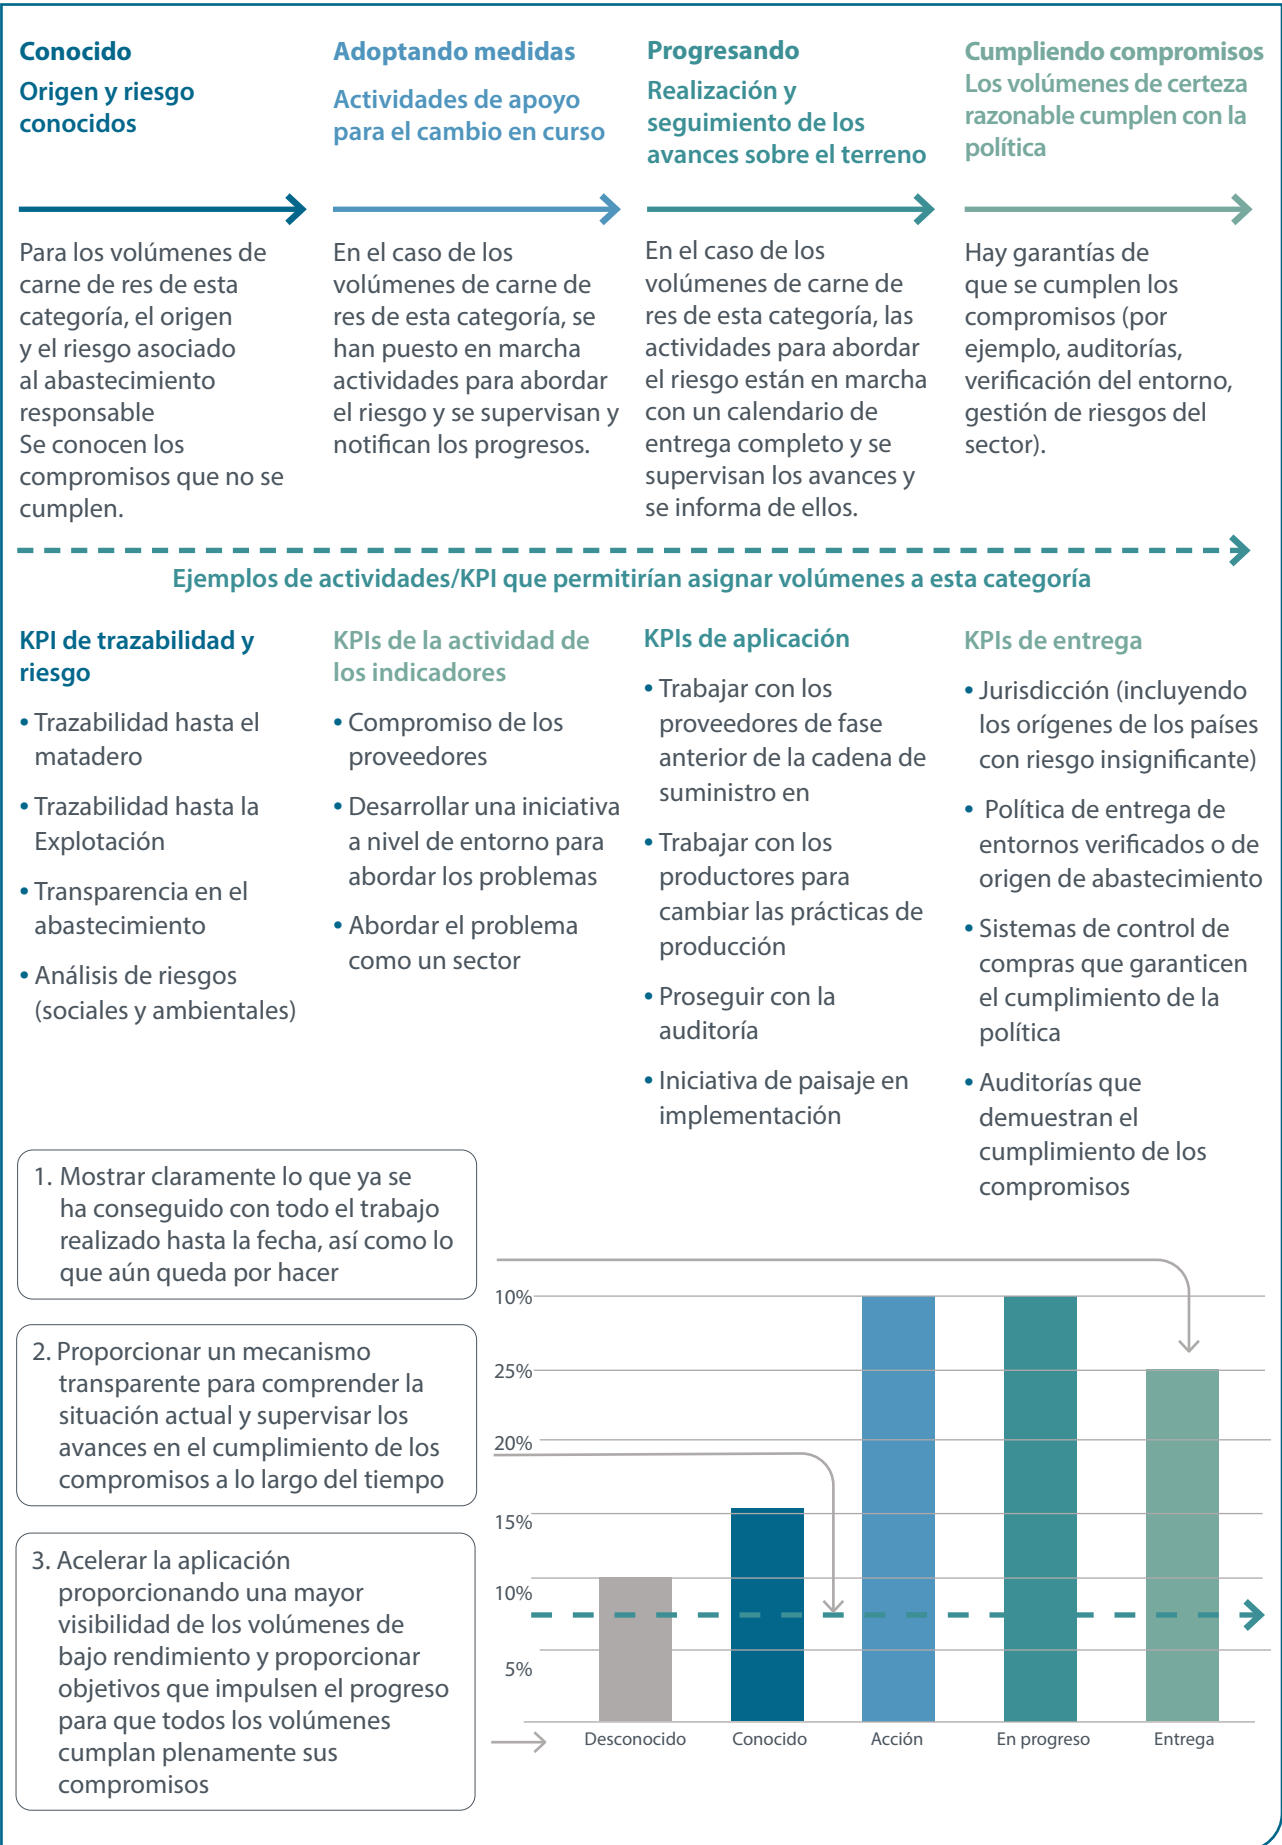 Conocido
Origen y riesgo
conocidos
Para los volúmenes de
carne de res de esta
categoría, el origen
y el riesgo asociado
al abastecimiento
responsable
Se conocen los
compromisos que no se
cumplen.
Adoptando medidas
Actividades de apoyo
para el cambio en curso
En el caso de los
volúmenes de carne de
res de esta categoría, se
han puesto en marcha
actividades para abordar
el riesgo y se supervisan y
notifican los progresos.
Progresando
Realización y
seguimiento de los
avances sobre el terreno
En el caso de los
volúmenes de carne de
res de esta categoría, las
actividades para abordar
el riesgo están en marcha
con un calendario de
entrega completo y se
supervisan los avances y
se informa de ellos.
Cumpliendo compromisos
Los volúmenes de certeza
razonable cumplen con la
política
Hay garantías de
que se cumplen los
compromisos (por
ejemplo, auditorías,
verificación del entorno,
gestión de riesgos del
sector).
Ejemplos de actividades/KPI que permitirían asignar volúmenes a esta categoría
KPI de trazabilidad y
riesgo
• Trazabilidad hasta el
matadero
• Trazabilidad hasta la
Explotación
• Transparencia en el
abastecimiento
• Análisis de riesgos
(sociales y ambientales)
KPIs de la actividad de
los indicadores
• Compromiso de los
proveedores
• Desarrollar una iniciativa
a nivel de entorno para
abordar los problemas
• Abordar el problema
como un sector
KPIs de aplicación
• Trabajar con los
proveedores de fase
anterior de la cadena de
suministro en
• Trabajar con los
productores para
cambiar las prácticas de
producción
• Proseguir con la
auditoría
• Iniciativa de paisaje en
implementación
KPIs de entrega
• Jurisdicción (incluyendo
los orígenes de los países
con riesgo insignificante)
• Política de entrega de
entornos verificados o de
origen de abastecimiento
• Sistemas de control de
compras que garanticen
el cumplimiento de la
política
• Auditorías que
demuestran el
cumplimiento de los
compromisos
1. Mostrar claramente lo que ya se
ha conseguido con todo el trabajo
realizado hasta la fecha, así como lo
que aún queda por hacer
2. Proporcionar un mecanismo
transparente para comprender la
situación actual y supervisar los
avances en el cumplimiento de los
compromisos a lo largo del tiempo
3. Acelerar la aplicación
proporcionando una mayor
visibilidad de los volúmenes de
bajo rendimiento y proporcionar
objetivos que impulsen el progreso
para que todos los volúmenes
cumplan plenamente sus
compromisos
10%
25%
20%
15%
10%
5%
Desconocido
Conocido
Acción
En progreso
Entrega